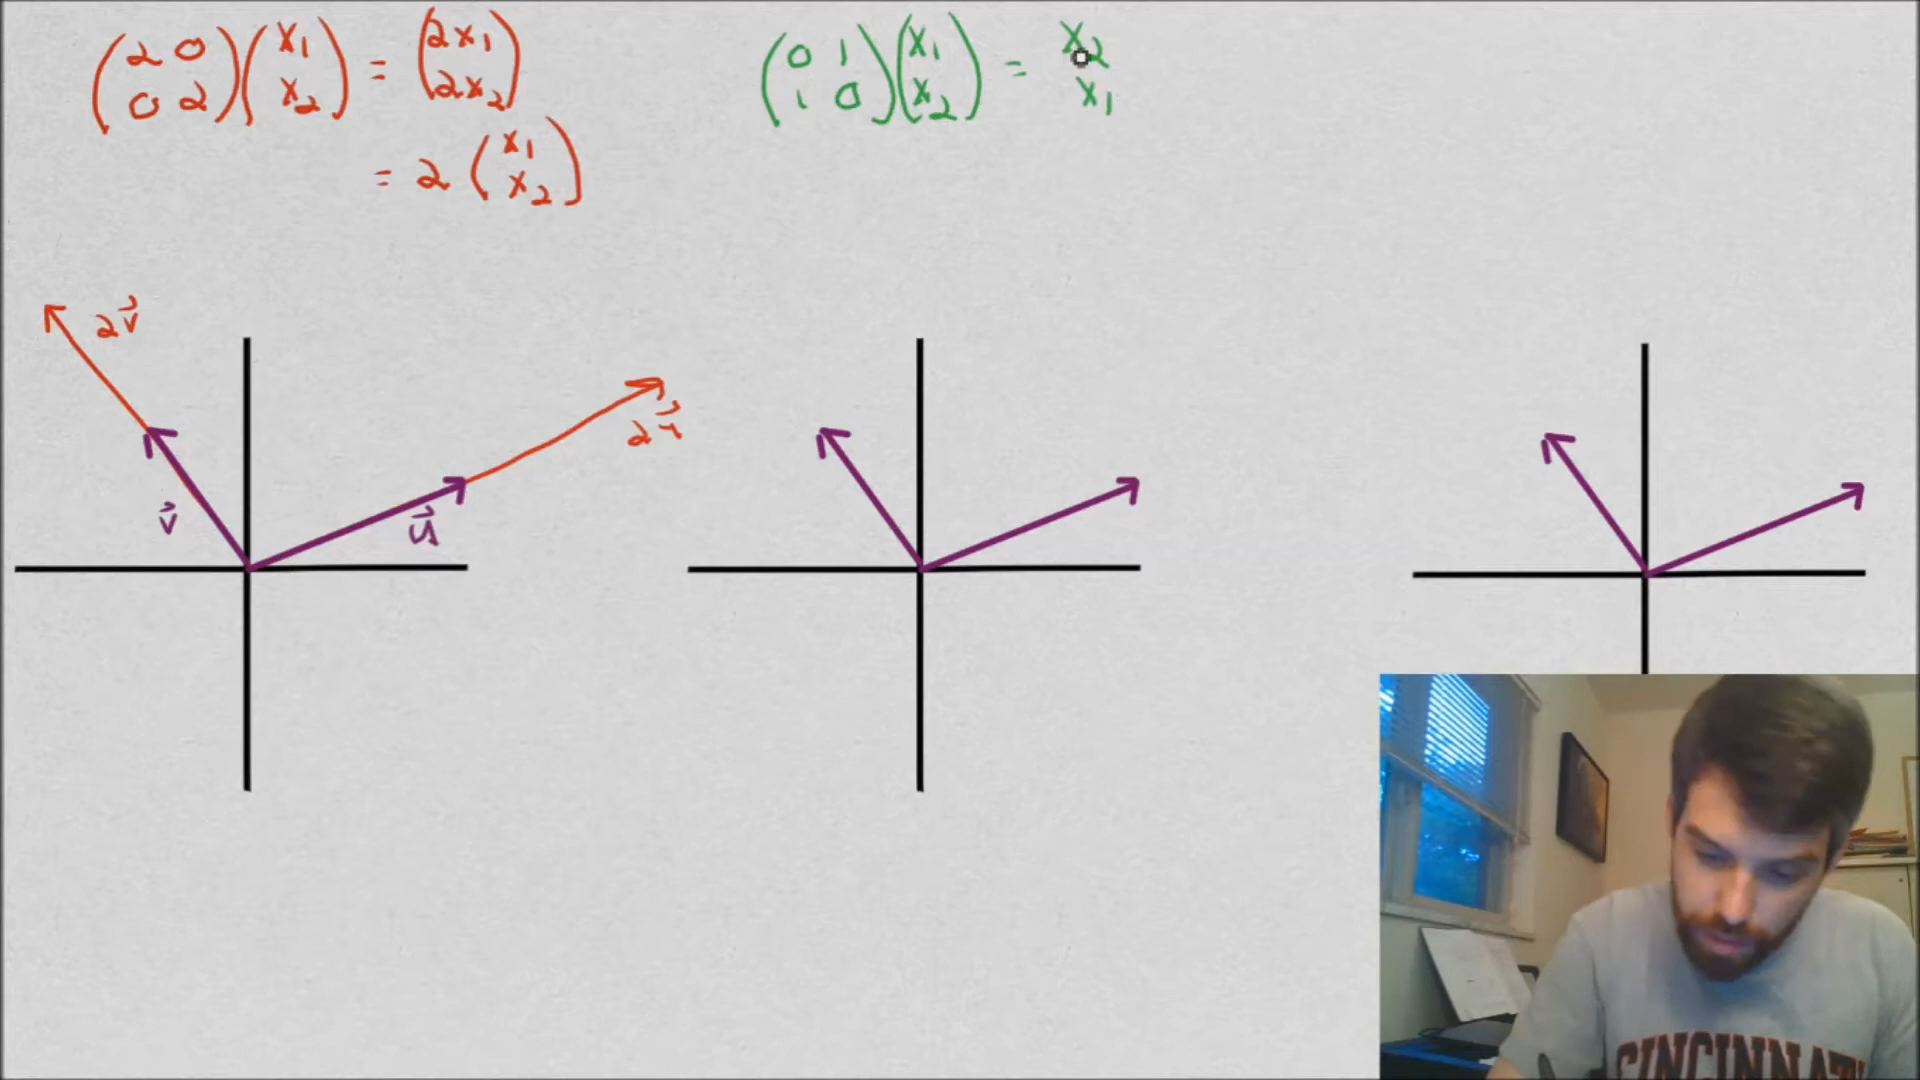 (2 0
0 2)(x₁
x₂) = (2x₁
2x₂)
= 2 (x₁
x₂)
(0 1
1 0)(x₁
x₂) = x₂
x₁
2v⃗
v⃗
u⃗
2
CINCINNATI